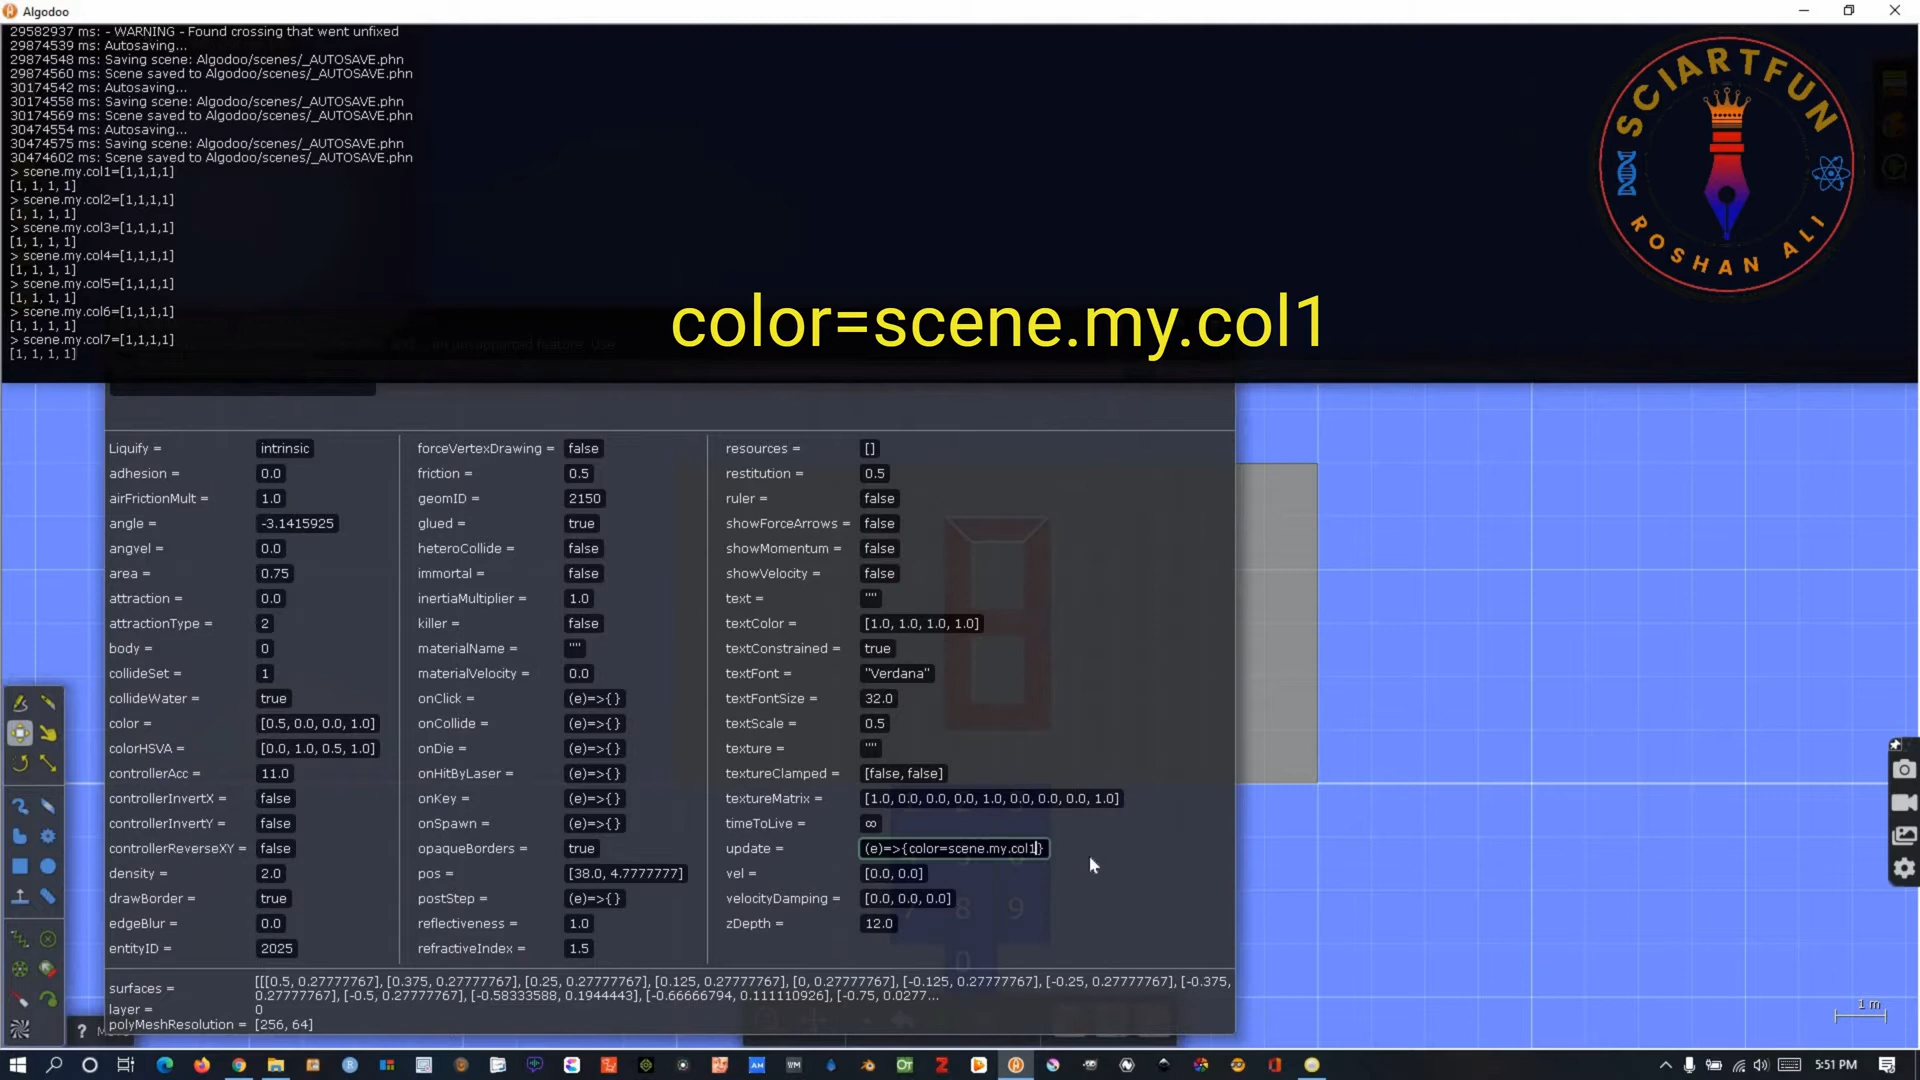 Algodoo
29582937 ms: - WARNING - Found crossing that went unfixed
29874539 ms: Autosaving...
29874548 ms: Saving scene: Algodoo/scenes/_AUTOSAVE.phn
29874560 ms: Scene saved to Algodoo/scenes/_AUTOSAVE.phn
30174542 ms: Autosaving...
30174558 ms: Saving scene: Algodoo/scenes/_AUTOSAVE.phn
30174569 ms: Scene saved to Algodoo/scenes/_AUTOSAVE.phn
30474554 ms: Autosaving...
30474575 ms: Saving scene: Algodoo/scenes/_AUTOSAVE.phn
30474602 ms: Scene saved to Algodoo/scenes/_AUTOSAVE.phn
> scene.my.col1=[1,1,1,1]
[1, 1, 1, 1]
> scene.my.col2=[1,1,1,1]
[1, 1, 1, 1]
> scene.my.col3=[1,1,1,1]
[1, 1, 1, 1]
> scene.my.col4=[1,1,1,1]
[1, 1, 1, 1]
> scene.my.col5=[1,1,1,1]
[1, 1, 1, 1]
> scene.my.col6=[1,1,1,1]
[1, 1, 1, 1]
> scene.my.col7=[1,1,1,1]
[1, 1, 1, 1]
SCIARTFUN
ROSHAN ALI
color=scene.my.col1
Liquify = intrinsic
adhesion = 0.0
airFrictionMult = 1.0
angle = -3.1415925
angvel = 0.0
area = 0.75
attraction = 0.0
attractionType = 2
body = 0
collideSet = 1
collideWater = true
color = [0.5, 0.0, 0.0, 1.0]
colorHSVA = [0.0, 1.0, 0.5, 1.0]
controllerAcc = 11.0
controllerInvertX = false
controllerInvertY = false
controllerReverseXY = false
density = 2.0
drawBorder = true
edgeBlur = 0.0
entityID = 2025
forceVertexDrawing = false
friction = 0.5
geomID = 2150
glued = true
heteroCollide = false
immortal = false
inertiaMultiplier = 1.0
killer = false
materialName = ""
materialVelocity = 0.0
onClick = (e)=>{}
onCollide = (e)=>{}
onDie = (e)=>{}
onHitByLaser = (e)=>{}
onKey = (e)=>{}
onSpawn = (e)=>{}
opaqueBorders = true
pos = [38.0, 4.7777777]
postStep = (e)=>{}
reflectiveness = 1.0
refractiveIndex = 1.5
resources = []
restitution = 0.5
ruler = false
showForceArrows = false
showMomentum = false
showVelocity = false
text = ""
textColor = [1.0, 1.0, 1.0, 1.0]
textConstrained = true
textFont = "Verdana"
textFontSize = 32.0
textScale = 0.5
texture = ""
textureClamped = [false, false]
textureMatrix = [1.0, 0.0, 0.0, 0.0, 1.0, 0.0, 0.0, 0.0, 1.0]
timeToLive = ∞
update = (e)=>{color=scene.my.col1}
vel = [0.0, 0.0]
velocityDamping = [0.0, 0.0, 0.0]
zDepth = 12.0
7 8 9
0
surfaces = [[[0.5, 0.27777767], [0.375, 0.27777767], [0.25, 0.27777767], [0.125, 0.27777767], [0, 0.27777767], [-0.125, 0.27777767], [-0.25, 0.27777767], [-0.375,
0.27777767], [-0.5, 0.27777767], [-0.58333588, 0.1944443], [-0.66666794, 0.111110926], [-0.75, 0.0277...
layer = 0
polyMeshResolution = [256, 64]
1 m
5:51 PM